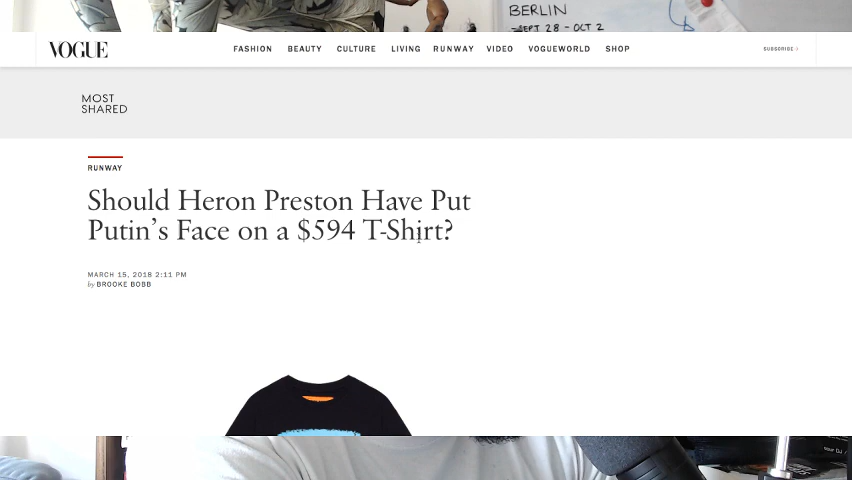 BERLIN
-SEPT 28 - OCT 2
VOGUE
FASHION BEAUTY CULTURE LIVING RUNWAY VIDEO VOGUEWORLD SHOP
SUBSCRIBE
MOST
SHARED
RUNWAY
Should Heron Preston Have Put
Putin's Face on a $594 T-Shirt?
MARCH 15, 2018 2:11 PM
by BROOKE BOBB